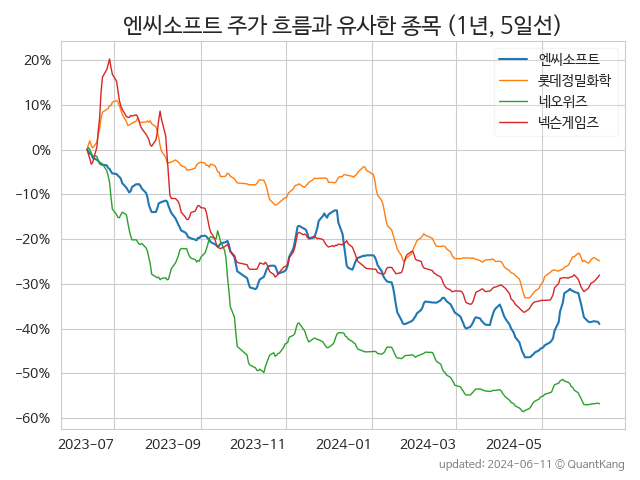 엔씨소프트 주가 흐름과 유사한 종목 (1년, 5일선)
엔씨소프트
롯데정밀화학
네오위즈
넥슨게임즈
20%
10%
0%
−10%
−20%
−30%
−40%
−50%
−60%
2023-07 2023-09 2023-11 2024-01 2024-03 2024-05
updated: 2024-06-11 © QuantKang